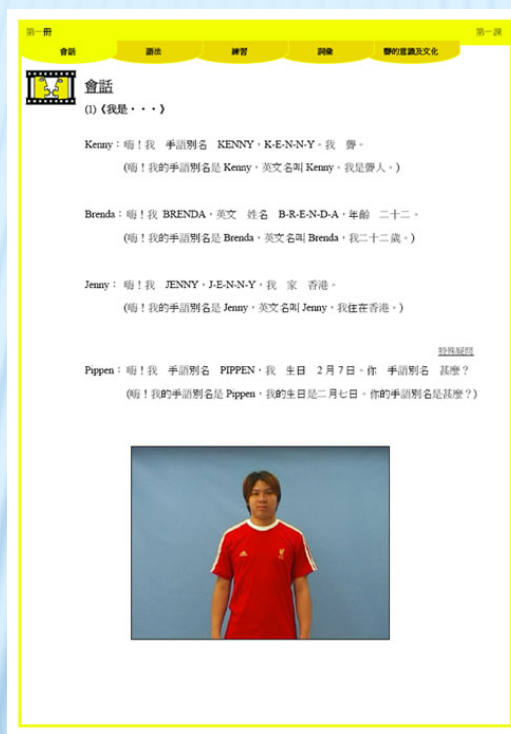 第一冊 第一課
會話 語法 練習 詞彙 聾的意識及文化
會話
(1)《我是・・・》
Kenny：嗨！我 手語別名 KENNY，K-E-N-N-Y。我 聾。
(嗨！我的手語別名是 Kenny，英文名叫 Kenny。我是聾人。)
Brenda：嗨！我 BRENDA，英文 姓名 B-R-E-N-D-A，年齡 二十二。
(嗨！我的手語別名是 Brenda，英文名叫 Brenda，我二十二歲。)
Jenny：嗨！我 JENNY，J-E-N-N-Y，我 家 香港。
(嗨！我的手語別名是 Jenny，英文名叫 Jenny，我住在香港。)
特殊疑問
Pippen：嗨！我 手語別名 PIPPEN，我 生日 2月7日。你 手語別名 甚麼？
(嗨！我的手語別名是 Pippen，我的生日是二月七日。你的手語別名是甚麼？)